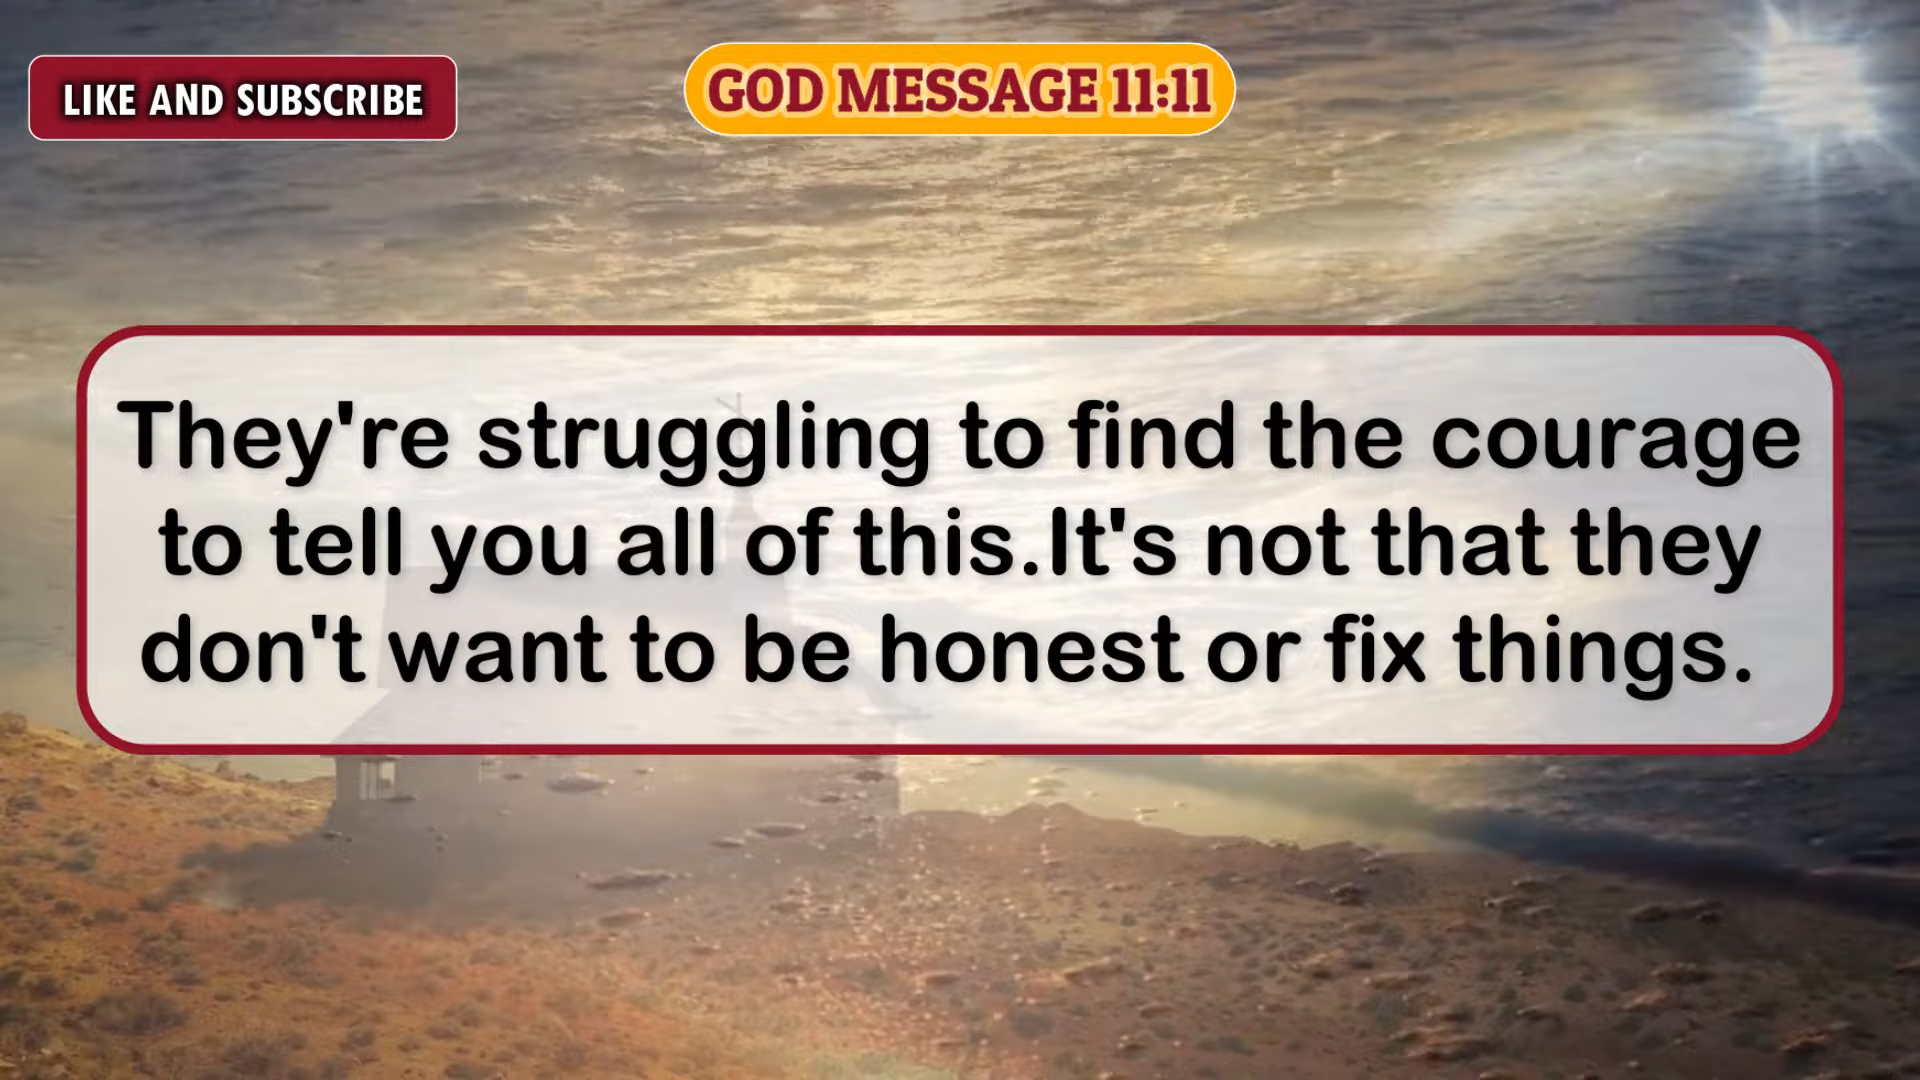 LIKE AND SUBSCRIBE
GOD MESSAGE 11:11
They're struggling to find the courage
to tell you all of this.It's not that they
don't want to be honest or fix things.